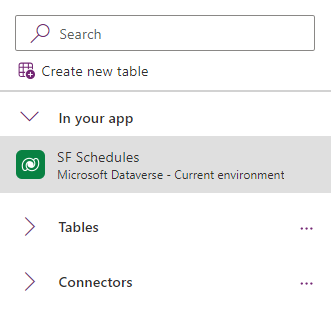 Search
Create new table
In your app
SF Schedules
Microsoft Dataverse - Current environment
Tables
Connectors